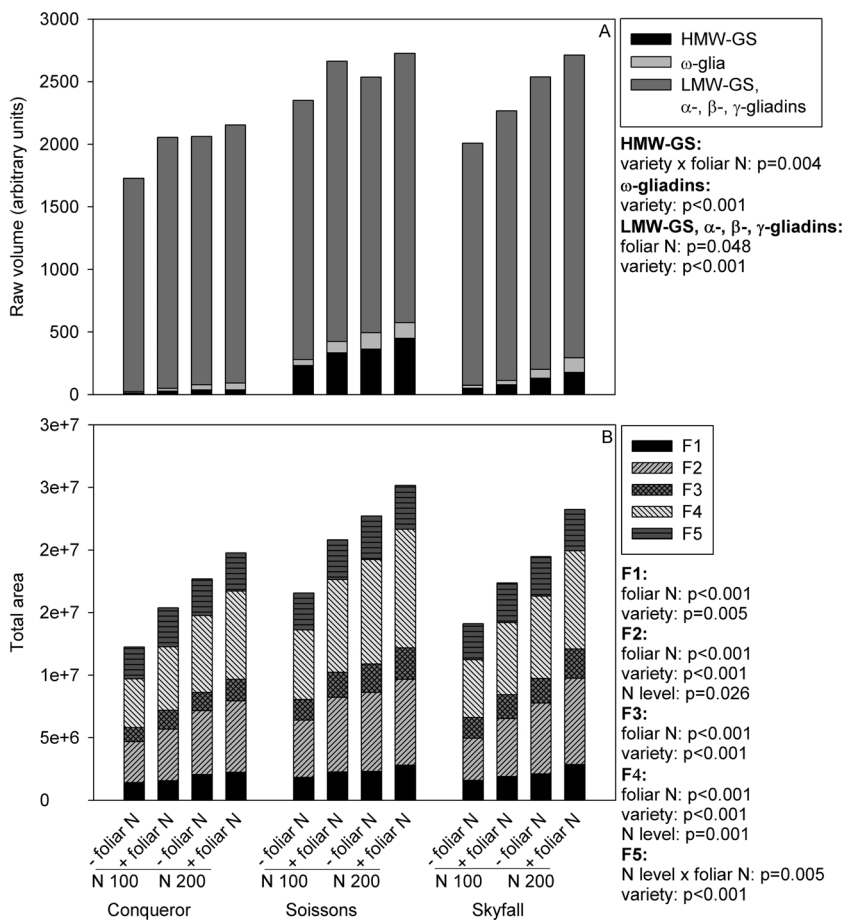 3000
2500
2000
1500
1000
500
0
Raw volume (arbitrary units)
A
HMW-GS
ω-glia
LMW-GS,
α-, β-, γ-gliadins
HMW-GS:
variety x foliar N: p=0.004
ω-gliadins:
variety: p<0.001
LMW-GS, α-, β-, γ-gliadins:
foliar N: p=0.048
variety: p<0.001
3e+7
3e+7
2e+7
2e+7
1e+7
5e+6
0
Total area
B
F1
F2
F3
F4
F5
F1:
foliar N: p<0.001
variety: p=0.005
F2:
foliar N: p<0.001
variety: p<0.001
N level: p=0.026
F3:
foliar N: p<0.001
variety: p<0.001
F4:
foliar N: p<0.001
variety: p<0.001
N level: p=0.001
F5:
N level x foliar N: p=0.005
variety: p<0.001
- foliar N + foliar N - foliar N + foliar N - foliar N + foliar N - foliar N + foliar N - foliar N + foliar N - foliar N + foliar N
N 100 N 200 N 100 N 200 N 100 N 200
Conqueror Soissons Skyfall